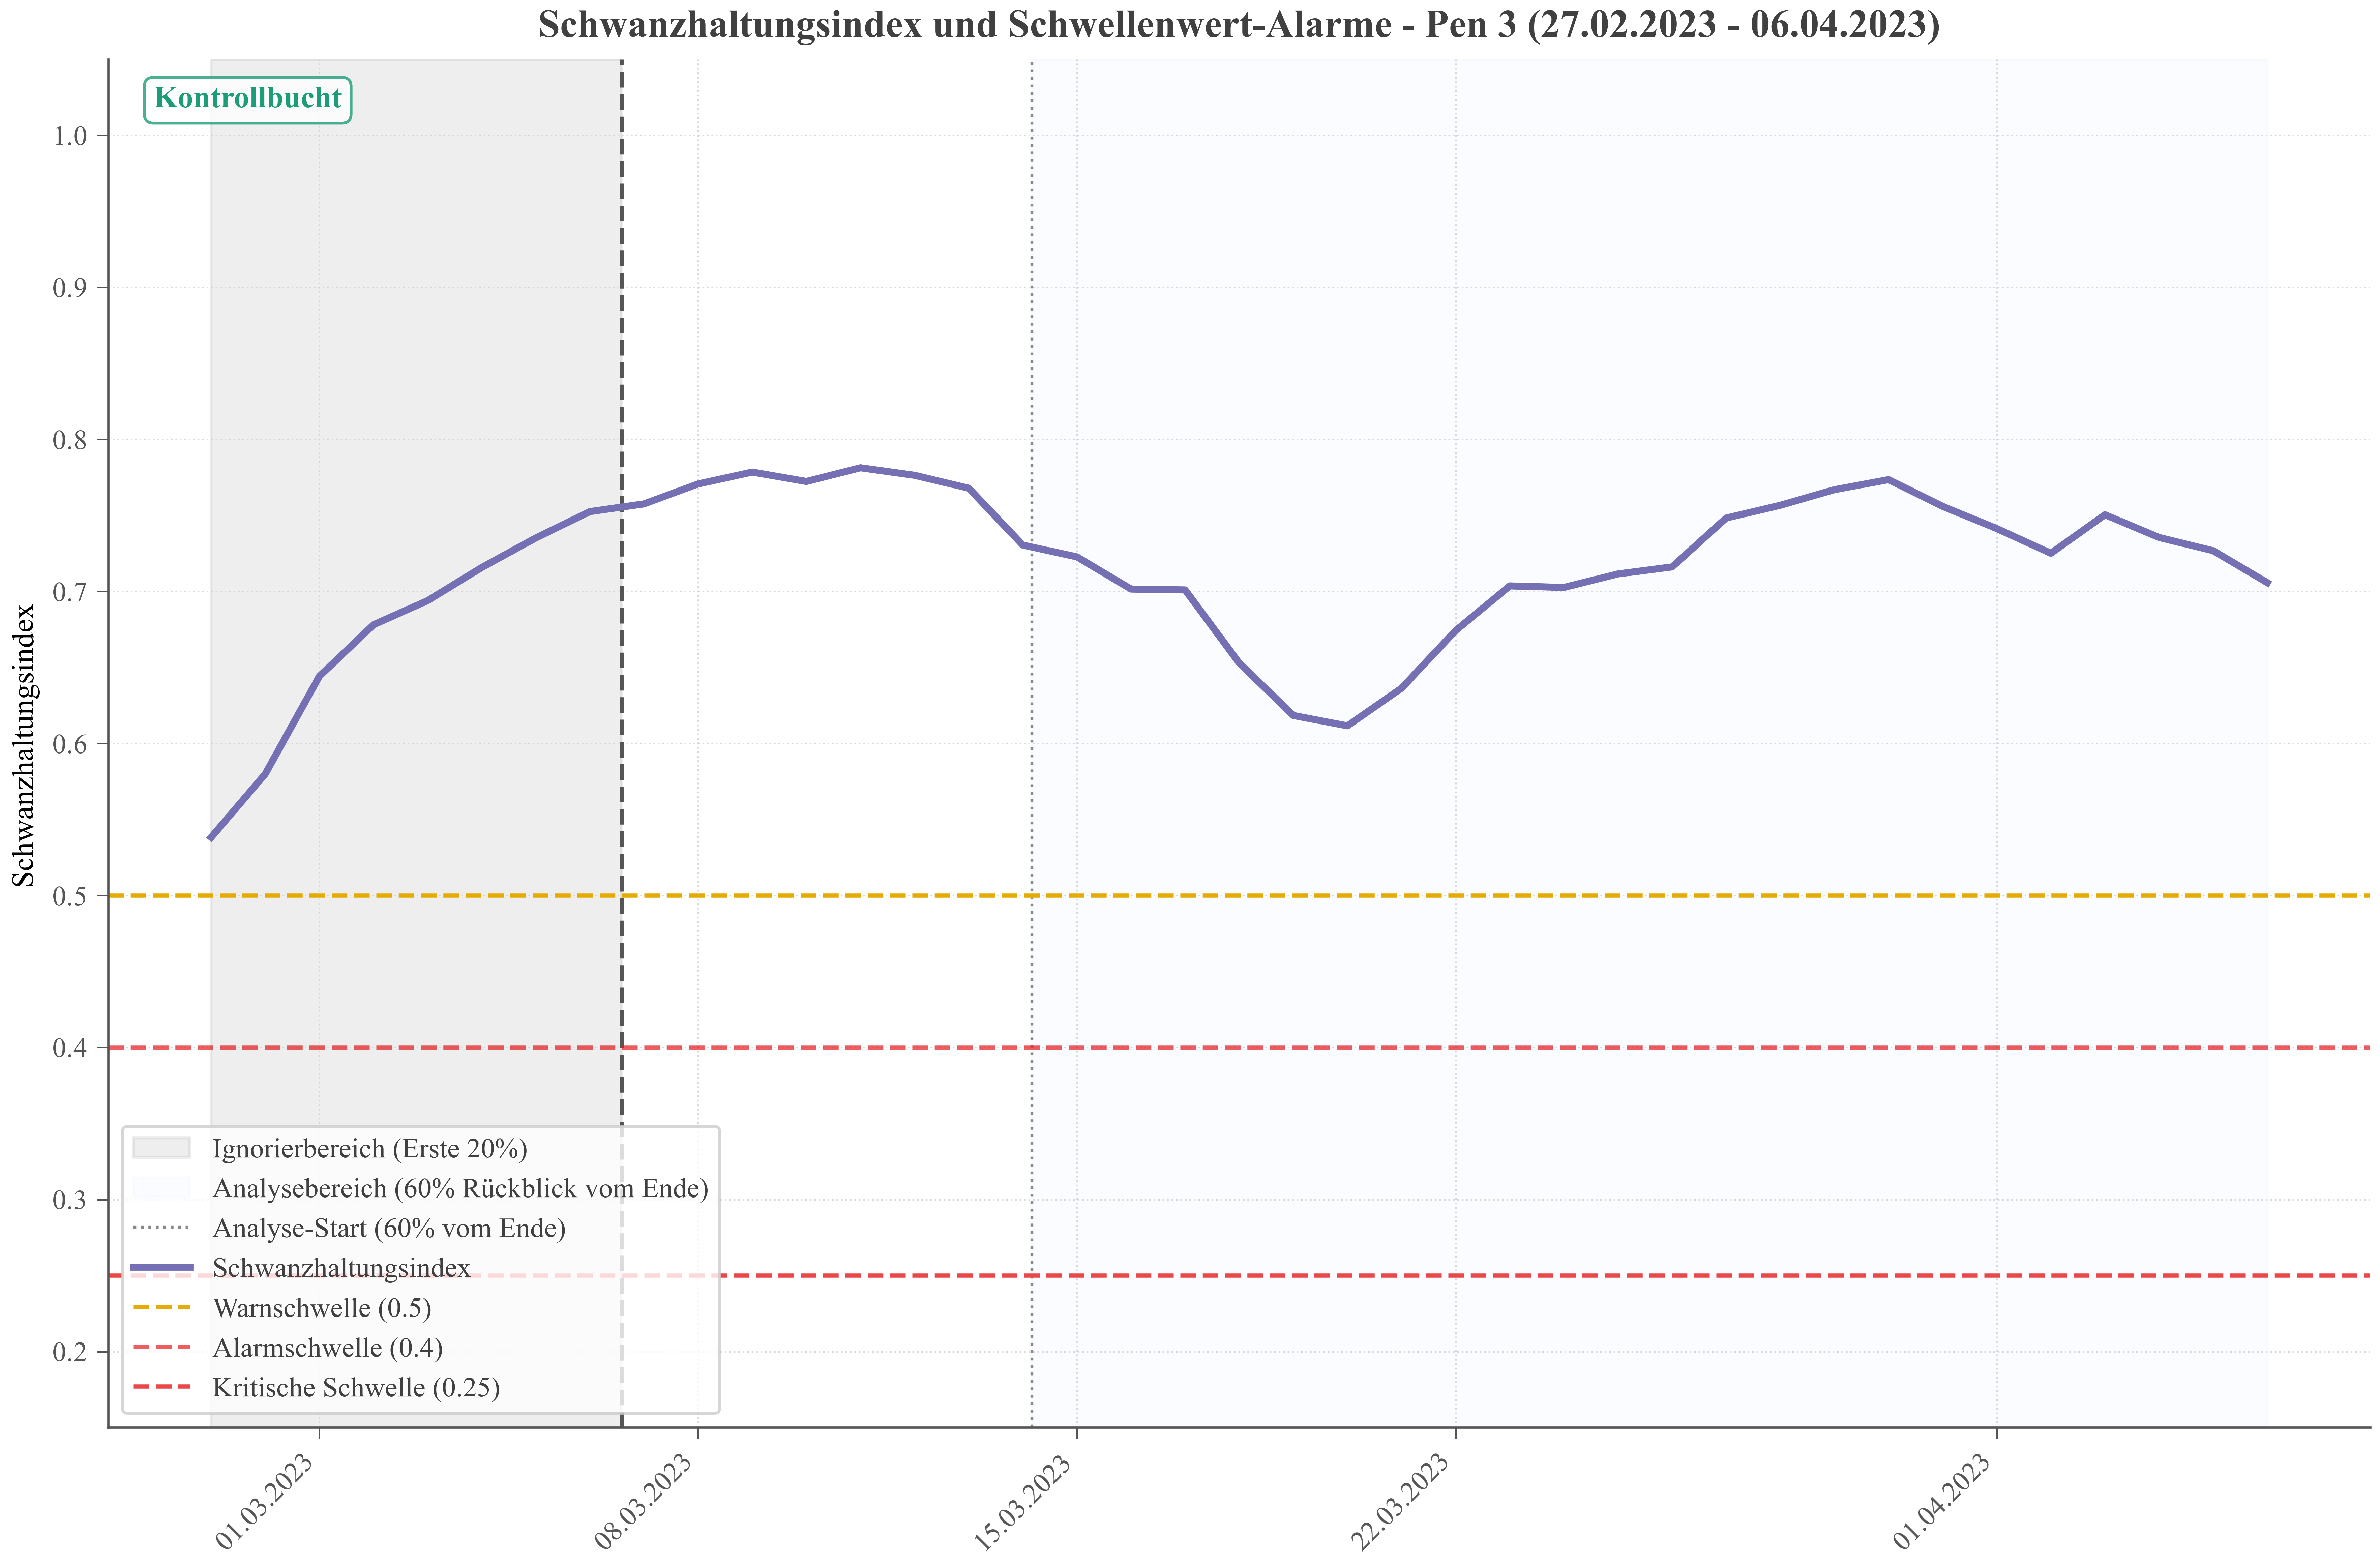 Schwanzhaltungsindex und Schwellenwert-Alarme - Pen 3 (27.02.2023 - 06.04.2023)
Kontrollbucht
1.0
0.9
0.8
0.7
0.6
0.5
0.4
0.3
0.2
Schwanzhaltungsindex
Ignorierbereich (Erste 20%)
Analysebereich (60% Rückblick vom Ende)
Analyse-Start (60% vom Ende)
Schwanzhaltungsindex
Warnschwelle (0.5)
Alarmschwelle (0.4)
Kritische Schwelle (0.25)
01.03.2023
08.03.2023
15.03.2023
22.03.2023
01.04.2023